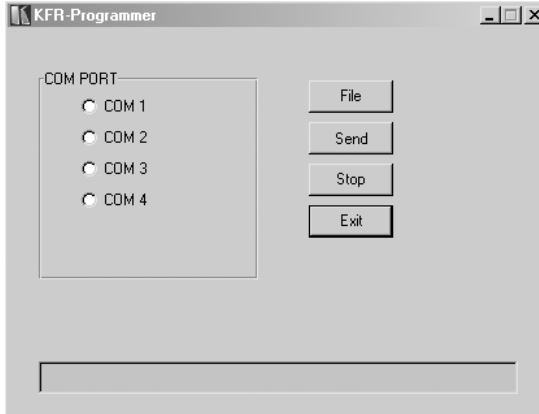 KFR-Programmer
COM PORT
COM 1
COM 2
COM 3
COM 4
File
Send
Stop
Exit